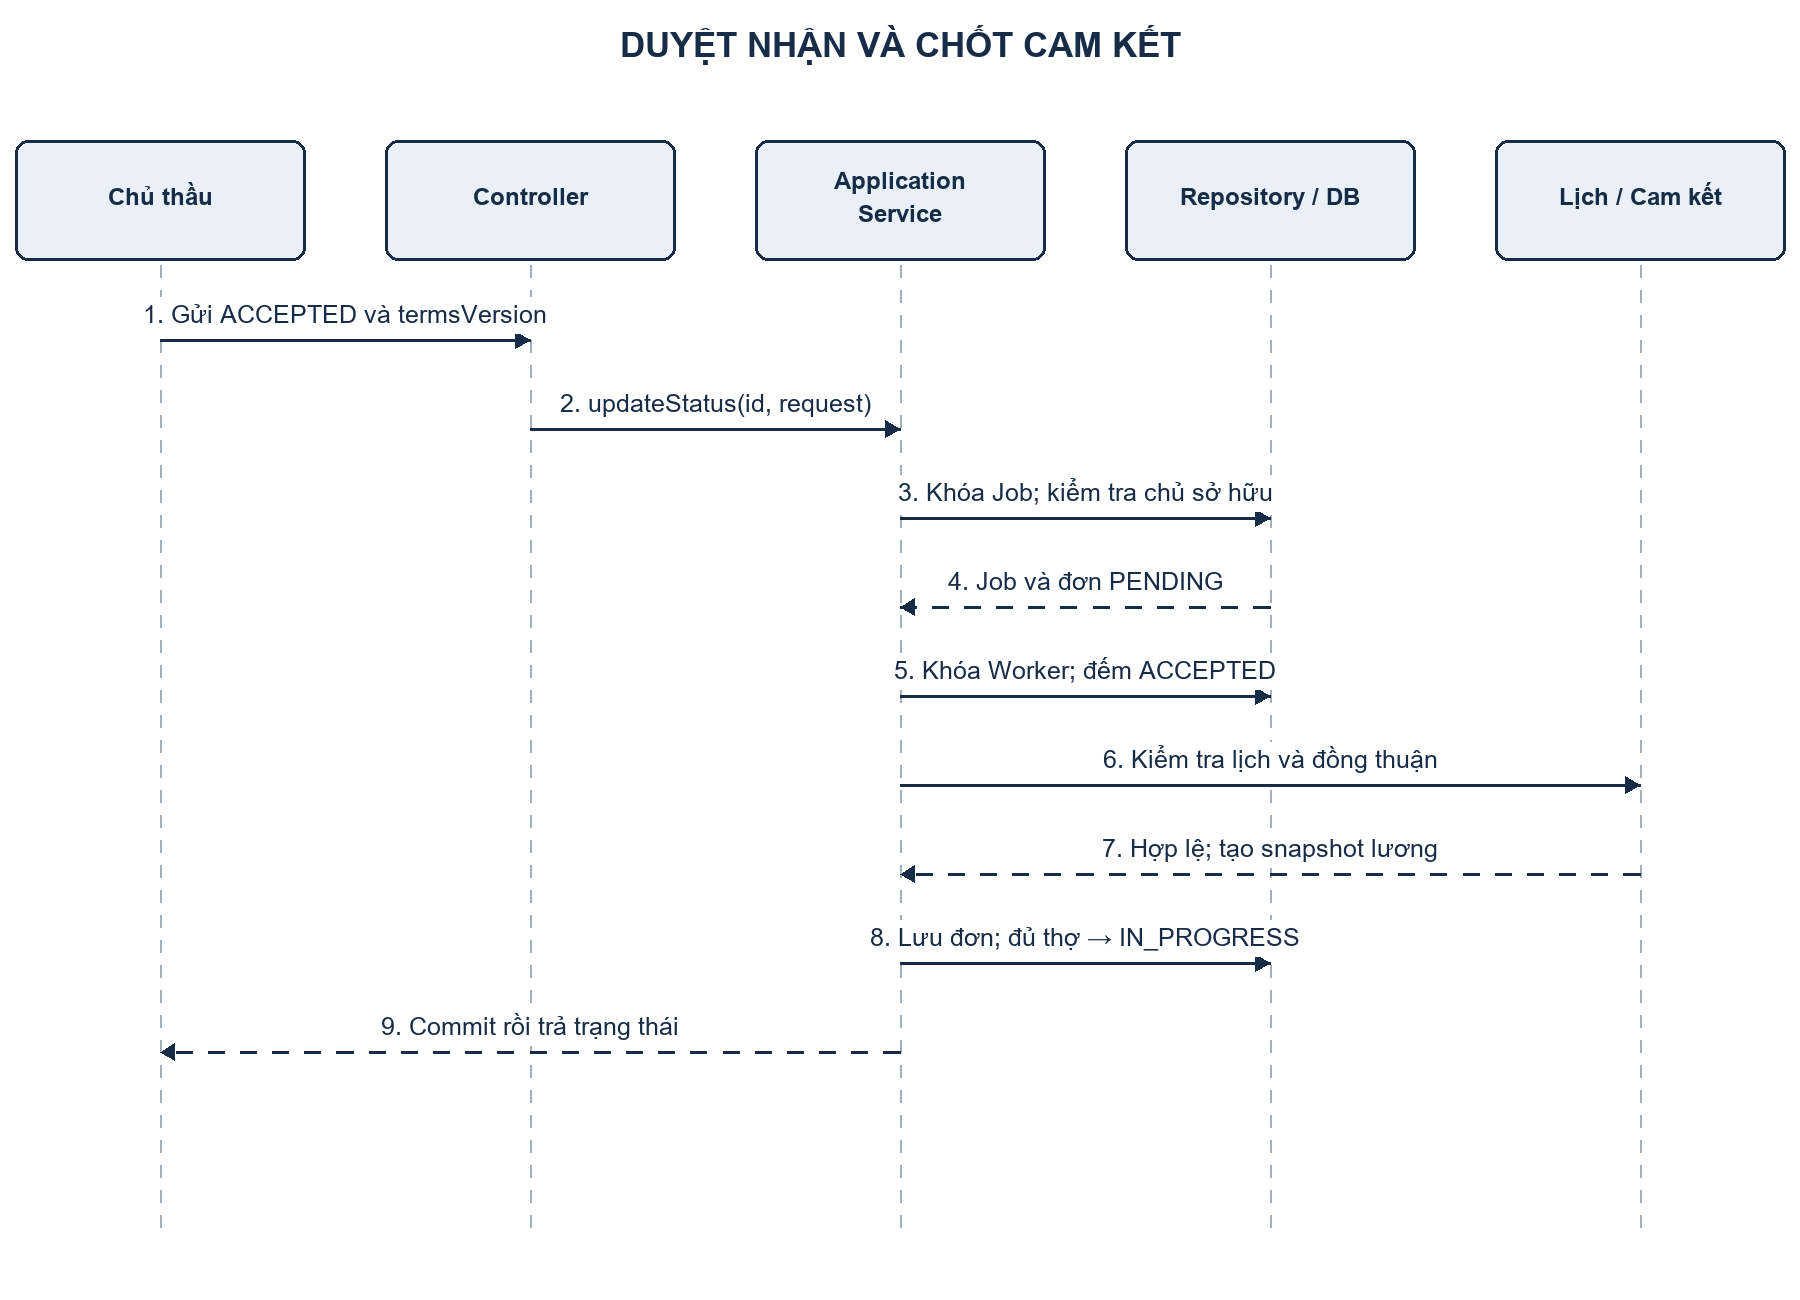 DUYỆT NHẬN VÀ CHỐT CAM KẾT
Chủ thầu
Controller
Application
Service
Repository / DB
Lịch / Cam kết
1. Gửi ACCEPTED và termsVersion
2. updateStatus(id, request)
3. Khóa Job; kiểm tra chủ sở hữu
4. Job và đơn PENDING
5. Khóa Worker; đếm ACCEPTED
6. Kiểm tra lịch và đồng thuận
7. Hợp lệ; tạo snapshot lương
8. Lưu đơn; đủ thợ → IN_PROGRESS
9. Commit rồi trả trạng thái